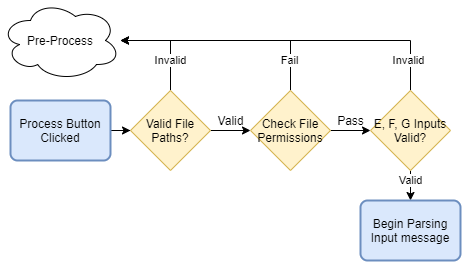 Pre-Process
Invalid
Fail
Invalid
Process Button
Clicked
Valid File
Paths?
Valid
Check File
Permissions
Pass
E, F, G Inputs
Valid?
Valid
Begin Parsing
Input message